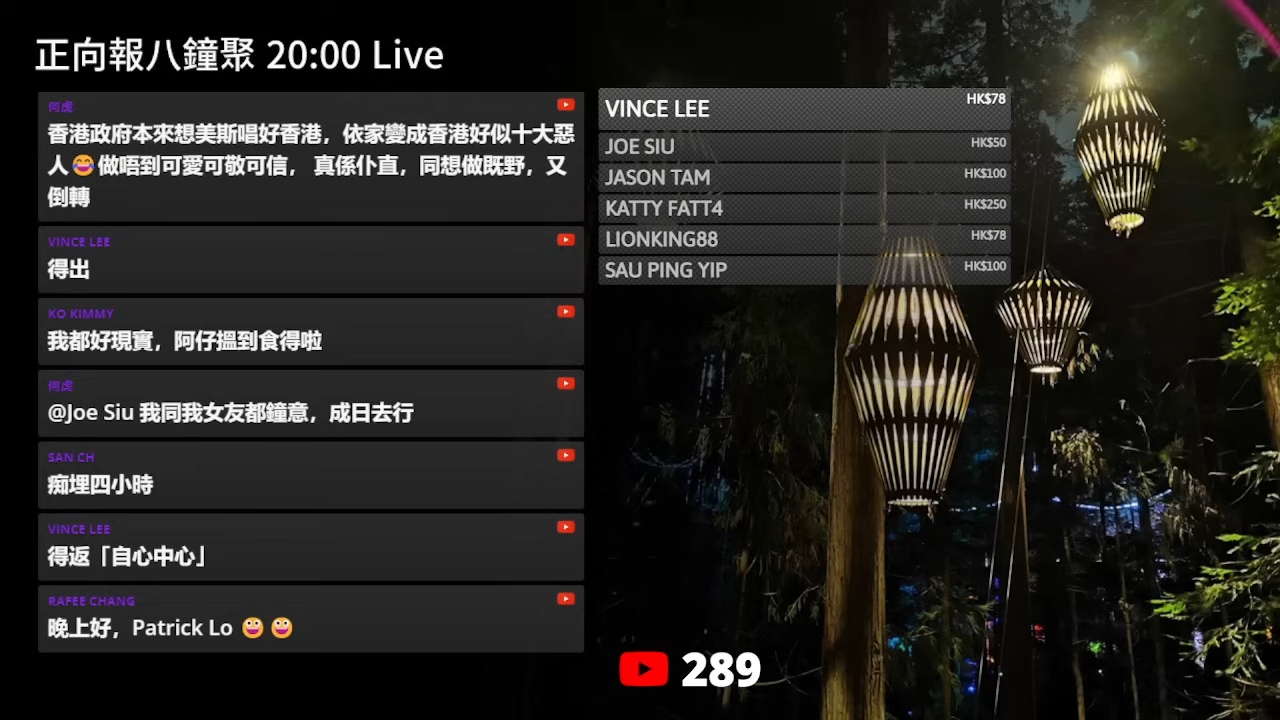 正向報八鐘聚 20:00 Live
何虎
香港政府本來想美斯唱好香港，依家變成香港好似十大惡
人😂做唔到可愛可敬可信， 真係仆直，同想做既野，又
倒轉
VINCE LEE
得出
KO KIMMY
我都好現實，阿仔搵到食得啦
何虎
@Joe Siu 我同我女友都鐘意，成日去行
SAN CH
痴埋四小時
VINCE LEE
得返「自心中心」
RAFEE CHANG
晚上好，Patrick Lo
VINCE LEE HK$78
JOE SIU HK$50
JASON TAM HK$100
KATTY FATT4 HK$250
LIONKING88 HK$78
SAU PING YIP HK$100
289